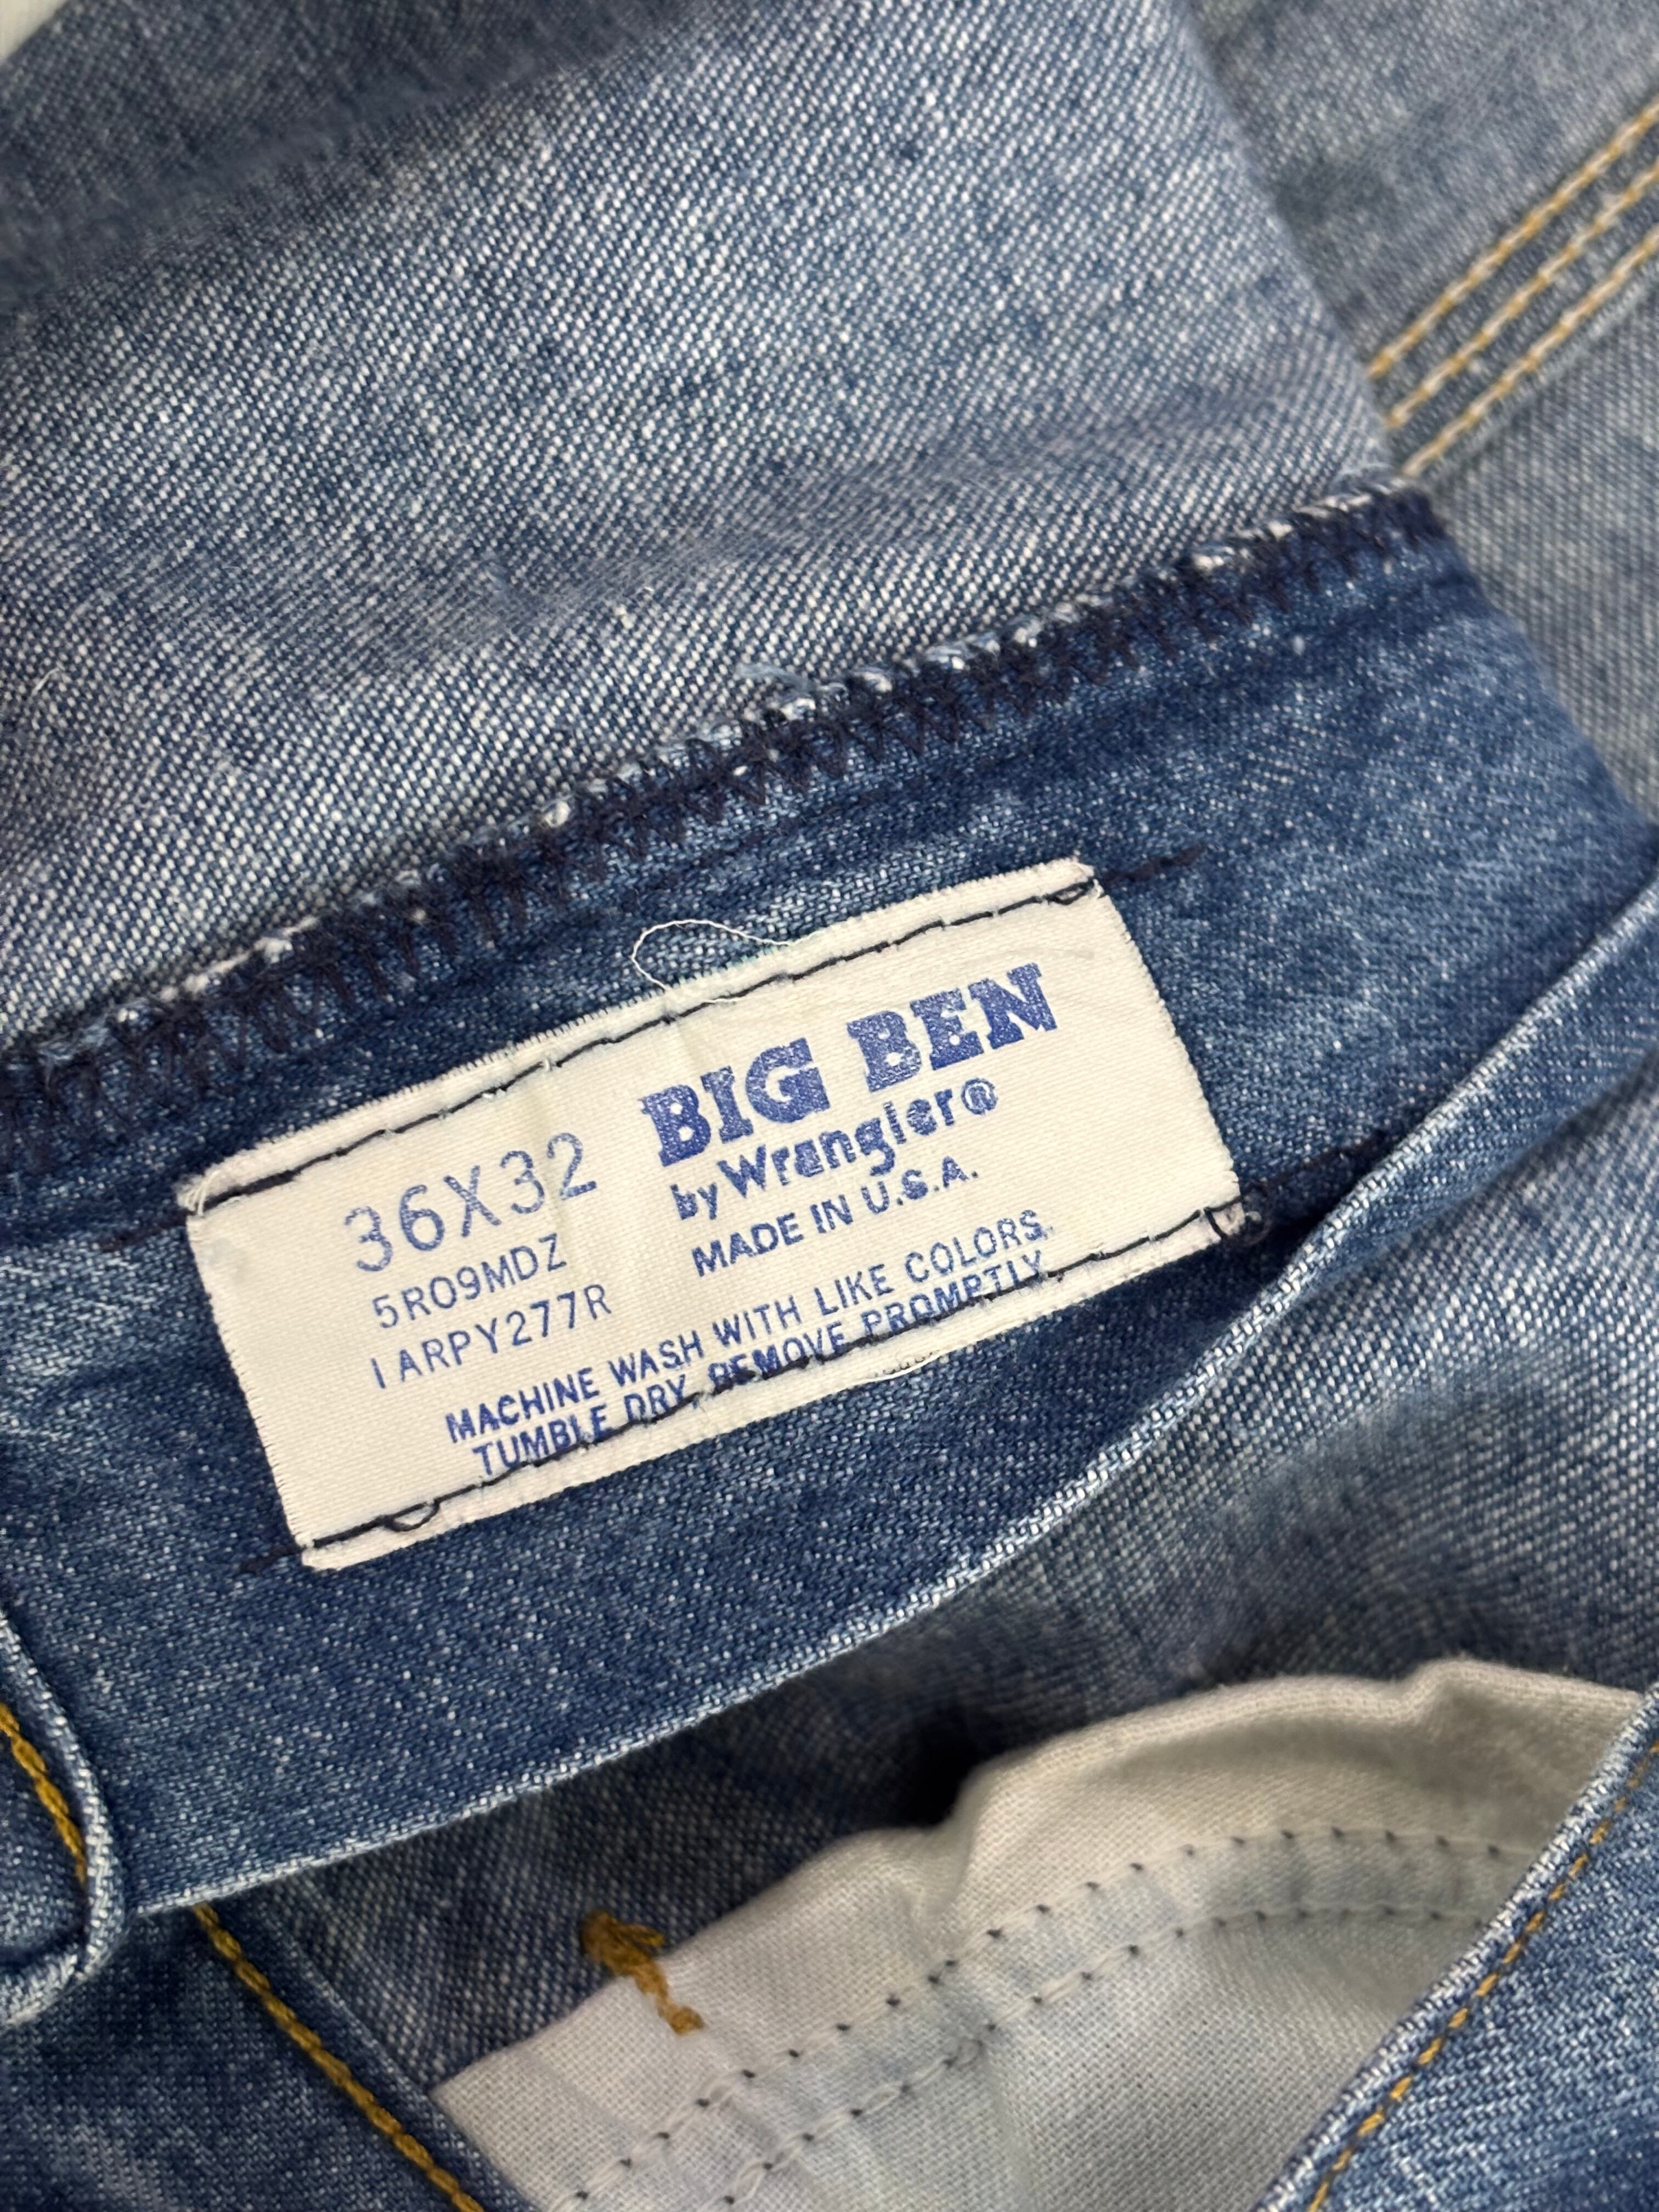 BIG BEN
by Wrangler®
MADE IN U.S.A.
36X32
5R09MDZ
1ARPY277R
MACHINE WASH WITH LIKE COLORS.
TUMBLE DRY, REMOVE PROMPTLY.